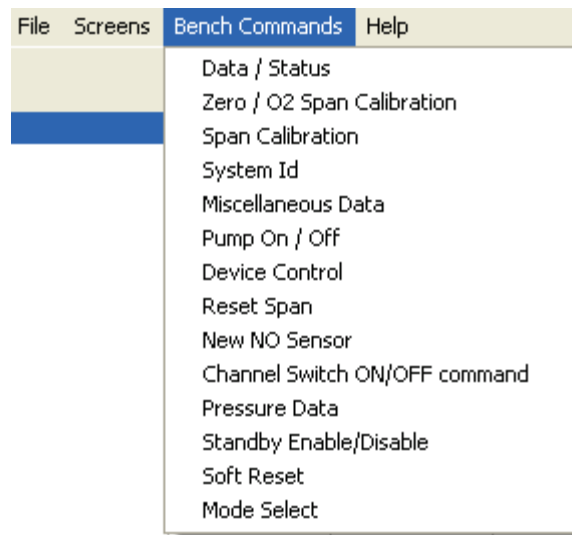 File Screens Bench Commands Help
Data / Status
Zero / O2 Span Calibration
Span Calibration
System Id
Miscellaneous Data
Pump On / Off
Device Control
Reset Span
New NO Sensor
Channel Switch ON/OFF command
Pressure Data
Standby Enable/Disable
Soft Reset
Mode Select